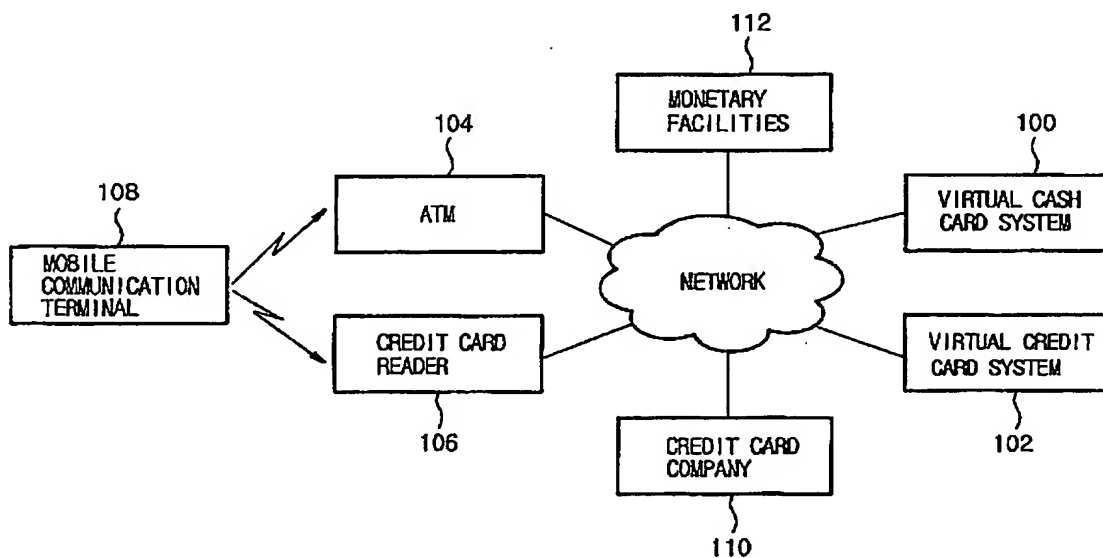 112
MONETARY
FACILITIES
104
ATM
100
VIRTUAL CASH
CARD SYSTEM
108
MOBILE
COMMUNICATION
TERMINAL
NETWORK
CREDIT CARD
READER
106
VIRTUAL CREDIT
CARD SYSTEM
102
CREDIT CARD
COMPANY
110